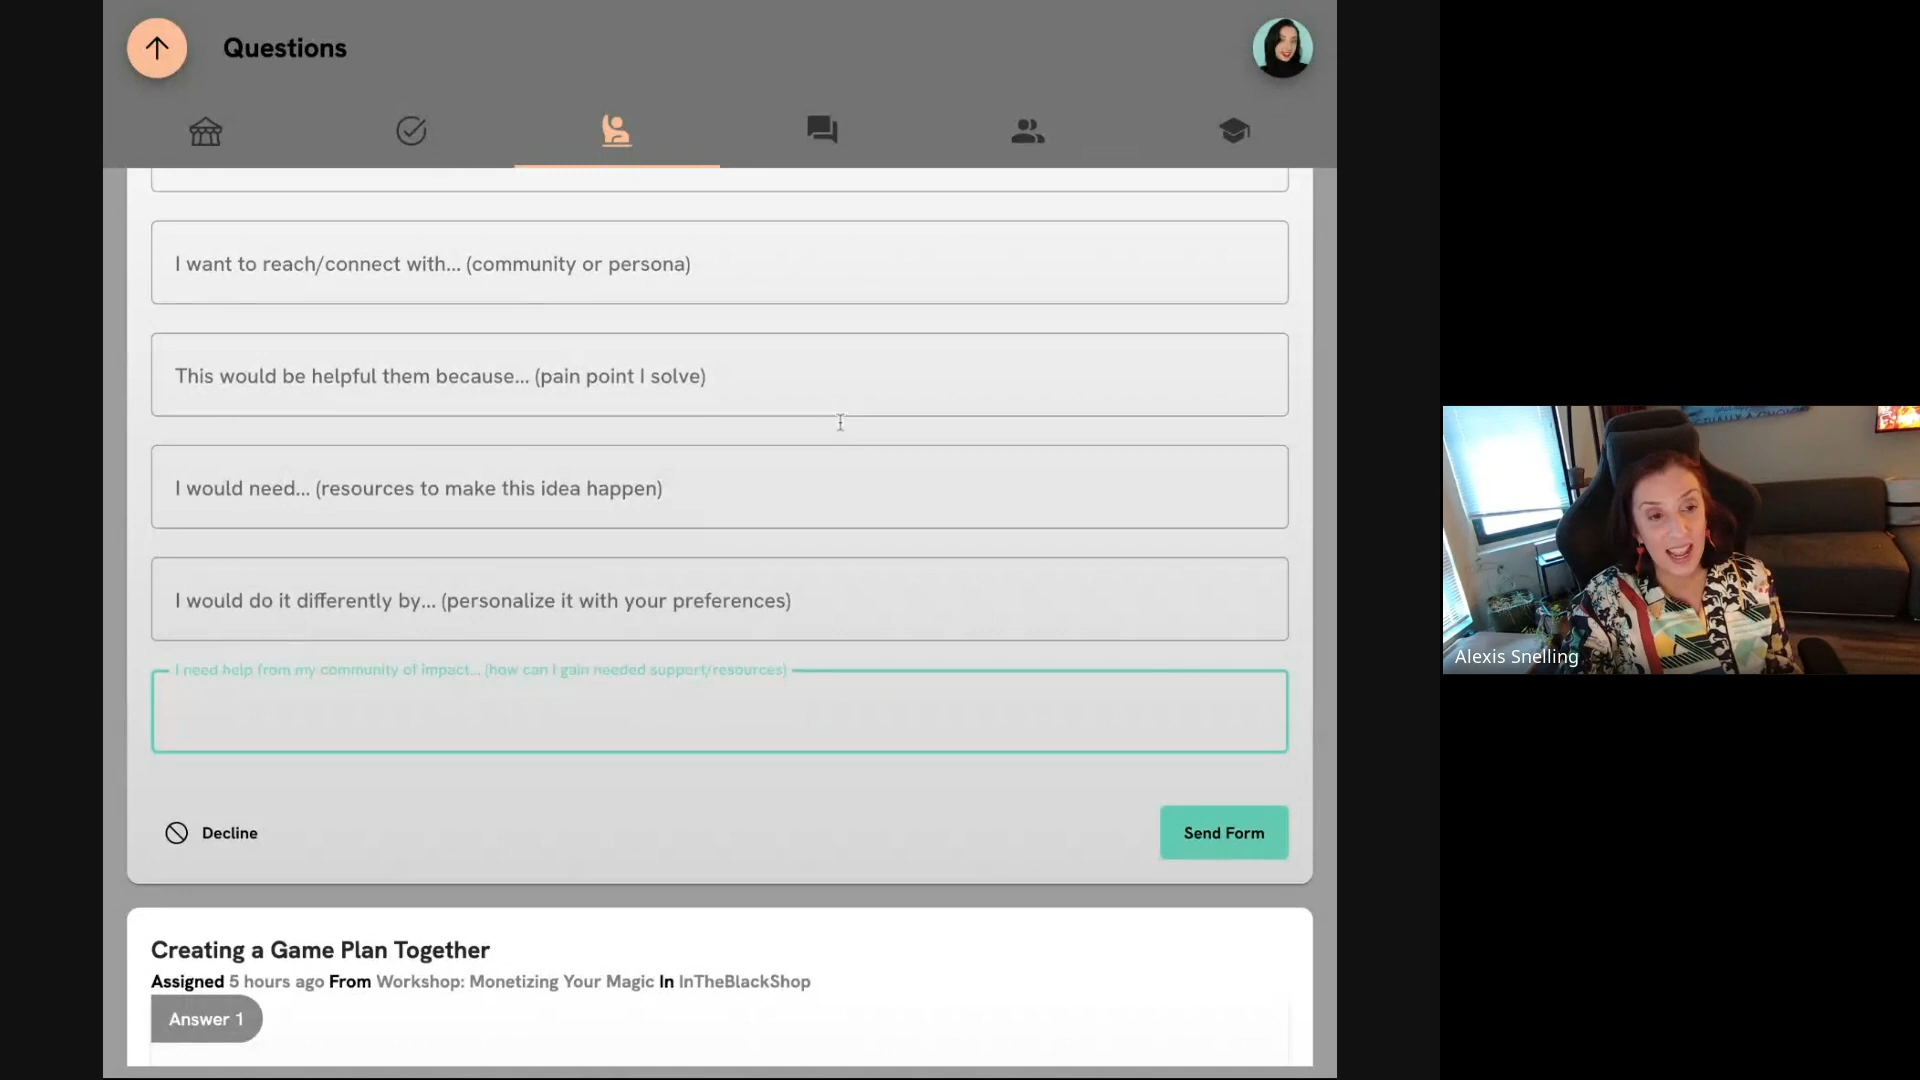 Questions
I want to reach/connect with... (community or persona)
This would be helpful them because... (pain point I solve)
I would need... (resources to make this idea happen)
I would do it differently by... (personalize it with your preferences)
I need help from my community of impact... (how can I gain needed support/resources)
Decline
Send Form
Creating a Game Plan Together
Assigned 5 hours ago From Workshop: Monetizing Your Magic In InTheBlackShop
Answer 1
Alexis Snelling